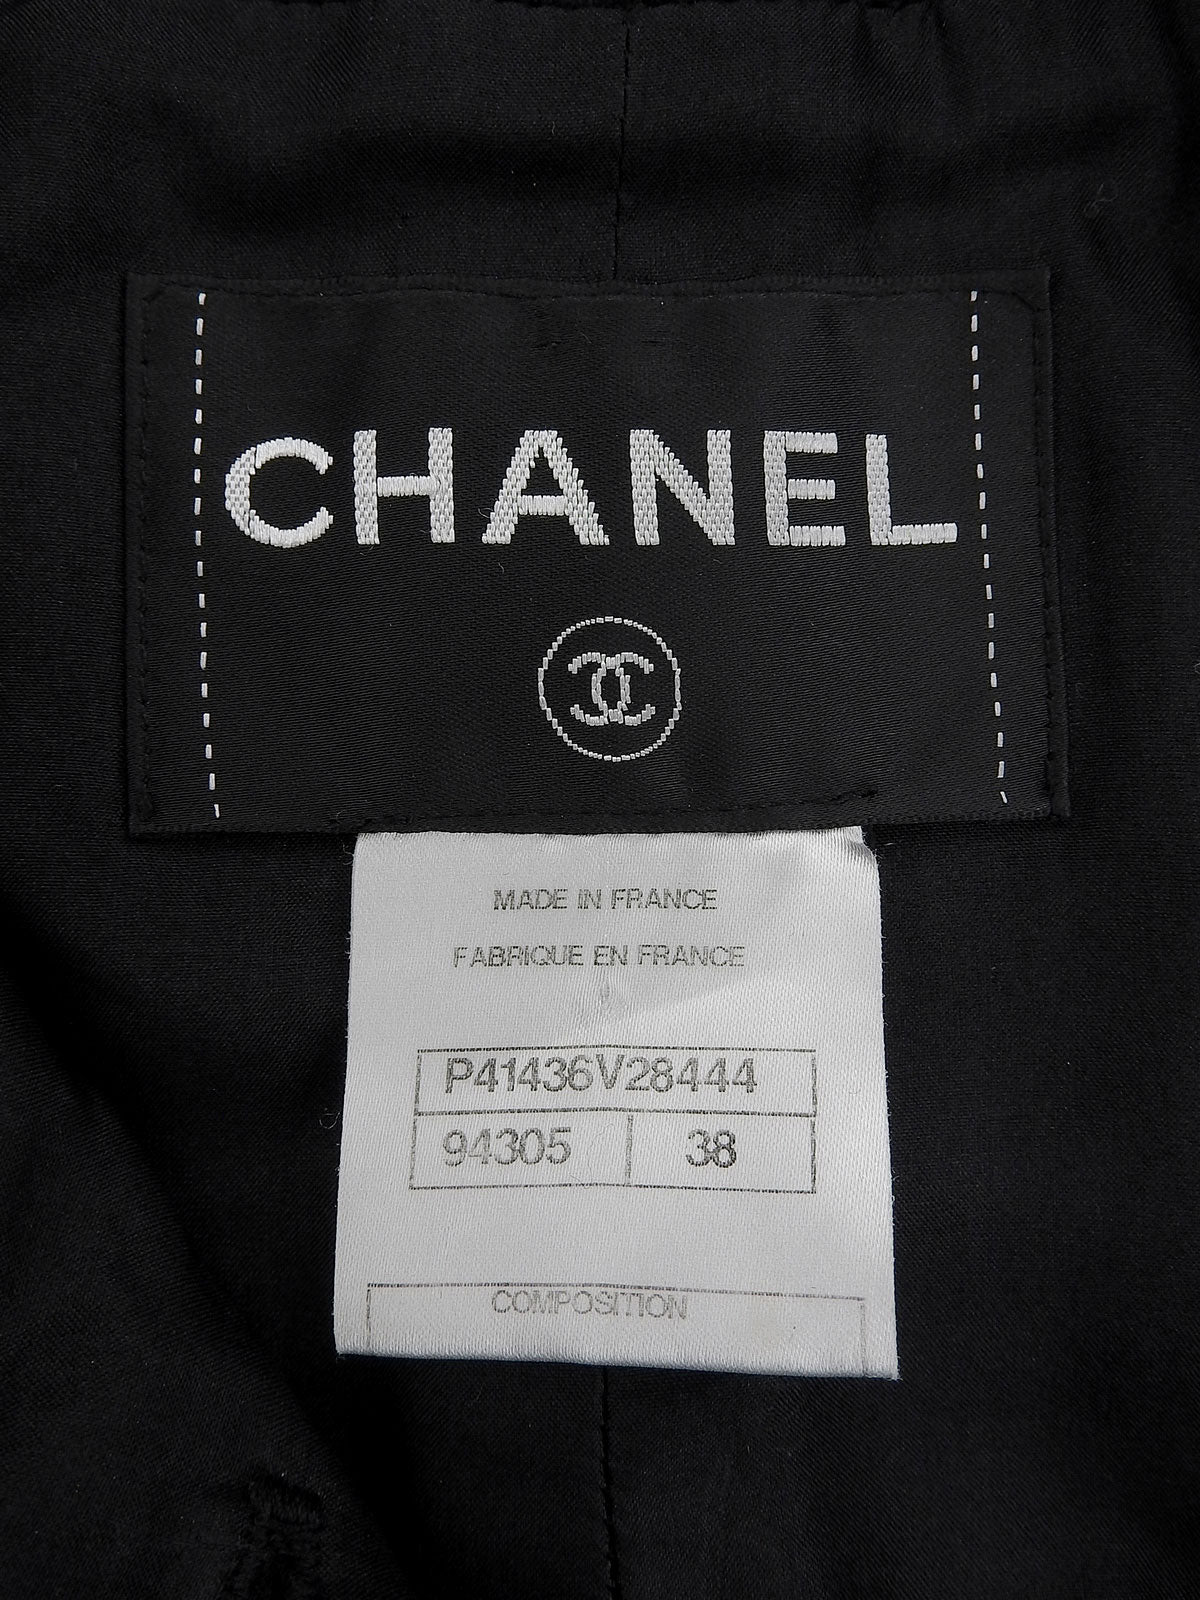 CHANEL
MADE IN FRANCE
FABRIQUE EN FRANCE
P41436V28444
94305 38
COMPOSITION